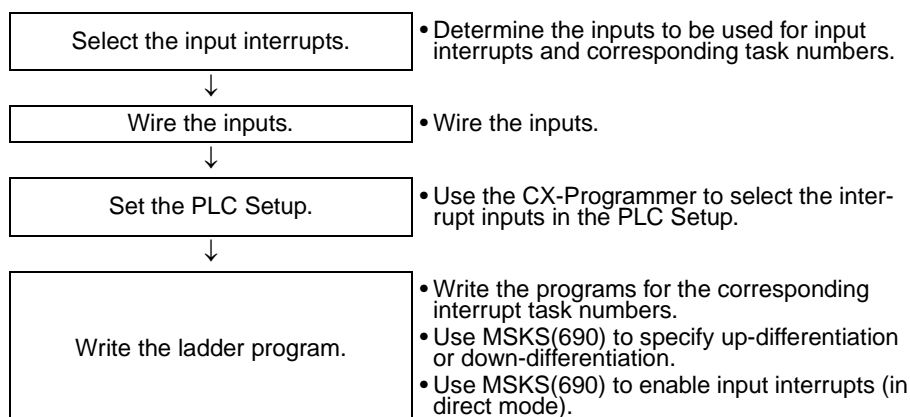 Select the input interrupts.
• Determine the inputs to be used for input
interrupts and corresponding task numbers.
↓
Wire the inputs.
• Wire the inputs.
↓
Set the PLC Setup.
• Use the CX-Programmer to select the inter-
rupt inputs in the PLC Setup.
↓
Write the ladder program.
• Write the programs for the corresponding
interrupt task numbers.
• Use MSKS(690) to specify up-differentiation
or down-differentiation.
• Use MSKS(690) to enable input interrupts (in
direct mode).